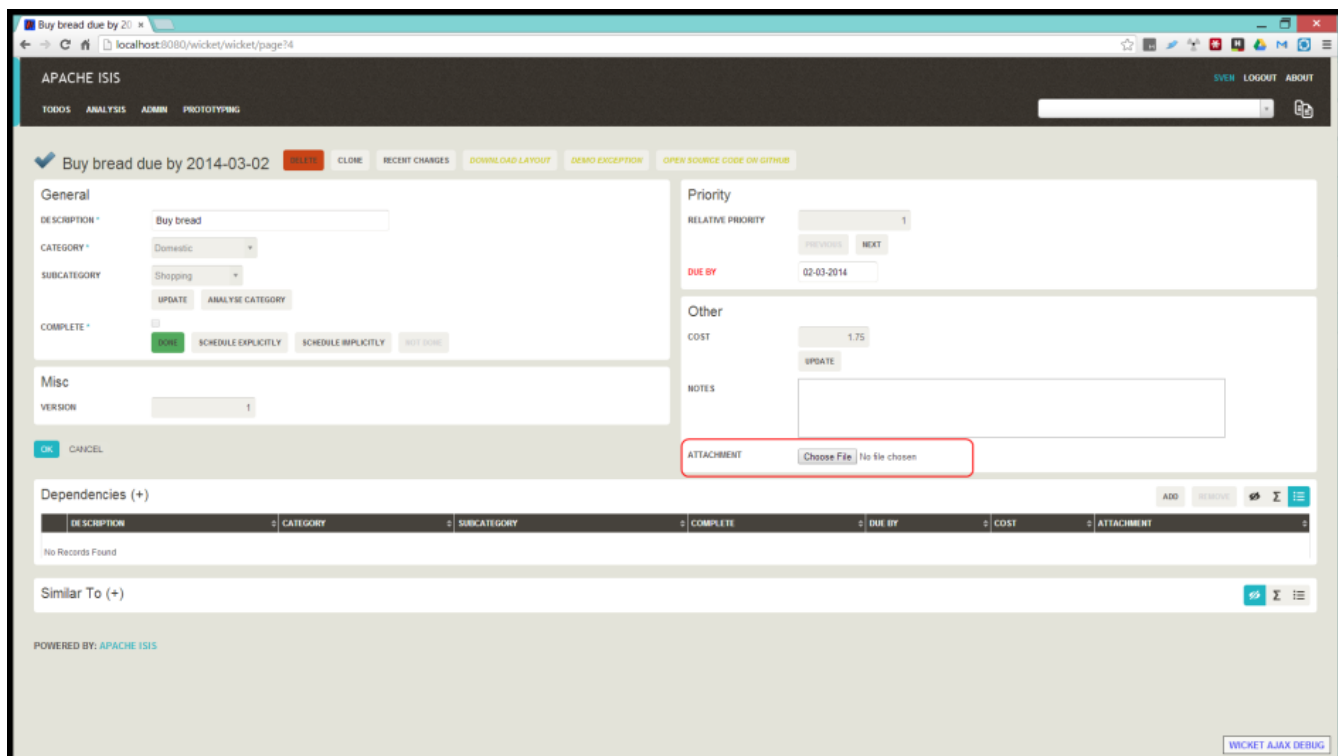 Buy bread due by 20
localhost:8080/wicket/wicket/page?4
APACHE ISIS
SVEN LOGOUT ABOUT
TODOS ANALYSIS ADMIN PROTOTYPING
Buy bread due by 2014-03-02 DELETE CLONE RECENT CHANGES DOWNLOAD LAYOUT DEMO EXCEPTION OPEN SOURCE CODE ON GITHUB
General
DESCRIPTION * Buy bread
CATEGORY * Domestic
SUBCATEGORY Shopping
UPDATE ANALYSE CATEGORY
COMPLETE *
DONE SCHEDULE EXPLICITLY SCHEDULE IMPLICITLY NOT DONE
Misc
VERSION 1
OK CANCEL
Priority
RELATIVE PRIORITY 1
PREVIOUS NEXT
DUE BY 02-03-2014
Other
COST 1.75
UPDATE
NOTES
ATTACHMENT Choose File No file chosen
Dependencies (+) ADD REMOVE Σ
DESCRIPTION CATEGORY SUBCATEGORY COMPLETE DUE BY COST ATTACHMENT
No Records Found
Similar To (+) Σ
POWERED BY: APACHE ISIS
WICKET AJAX DEBUG